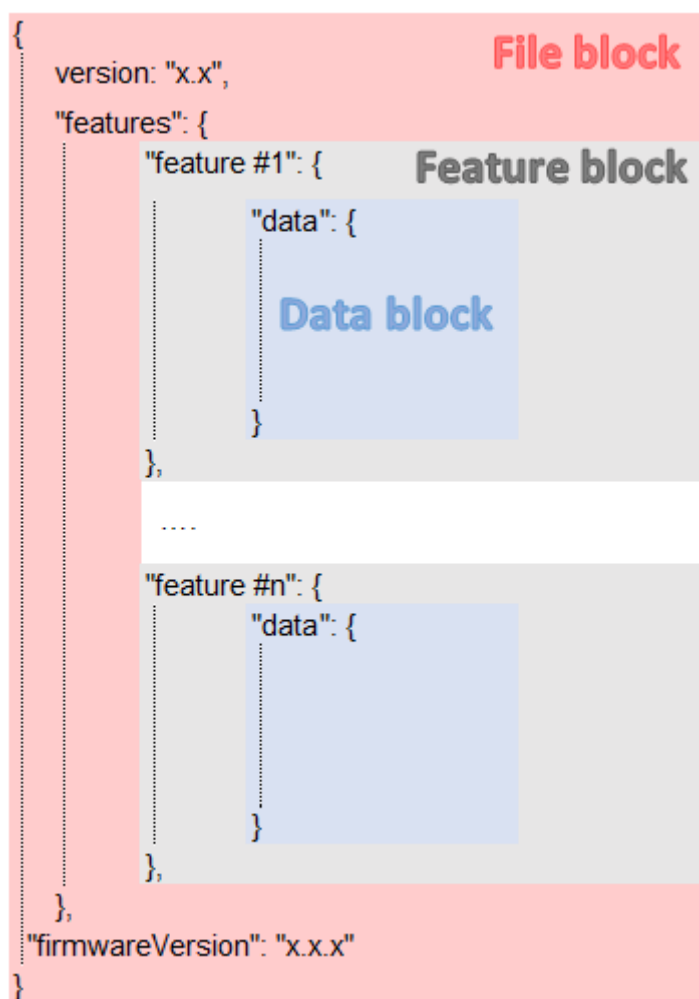 {
File block
version: "x.x",
"features": {
"feature #1": {
Feature block
"data": {
Data block
}
},
....
"feature #n": {
"data": {
}
},
},
"firmwareVersion": "x.x.x"
}